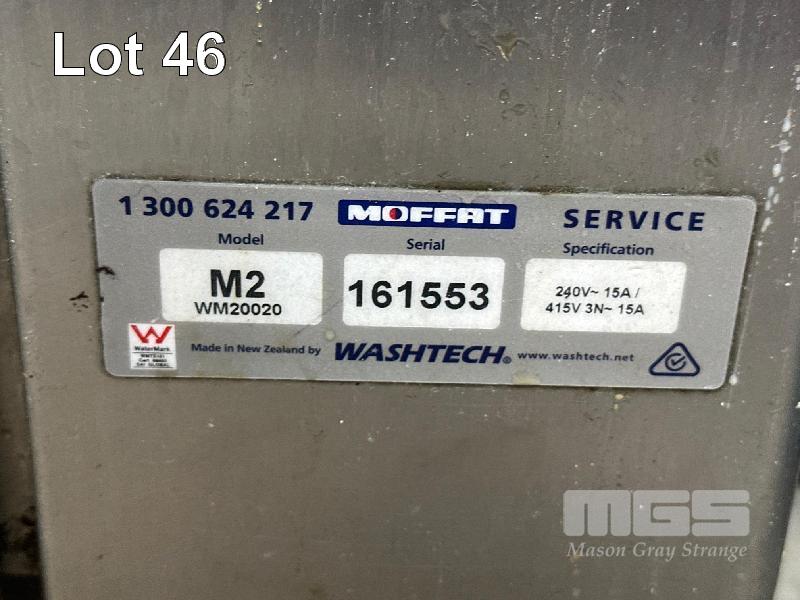 Lot 46
1 300 624 217 MOFFAT SERVICE
Model Serial Specification
M2
WM20020
161553
240V~ 15A /
415V 3N~ 15A
WaterMark
Made in New Zealand by WASHTECH® www.washtech.net
MGS
Mason Gray Strange